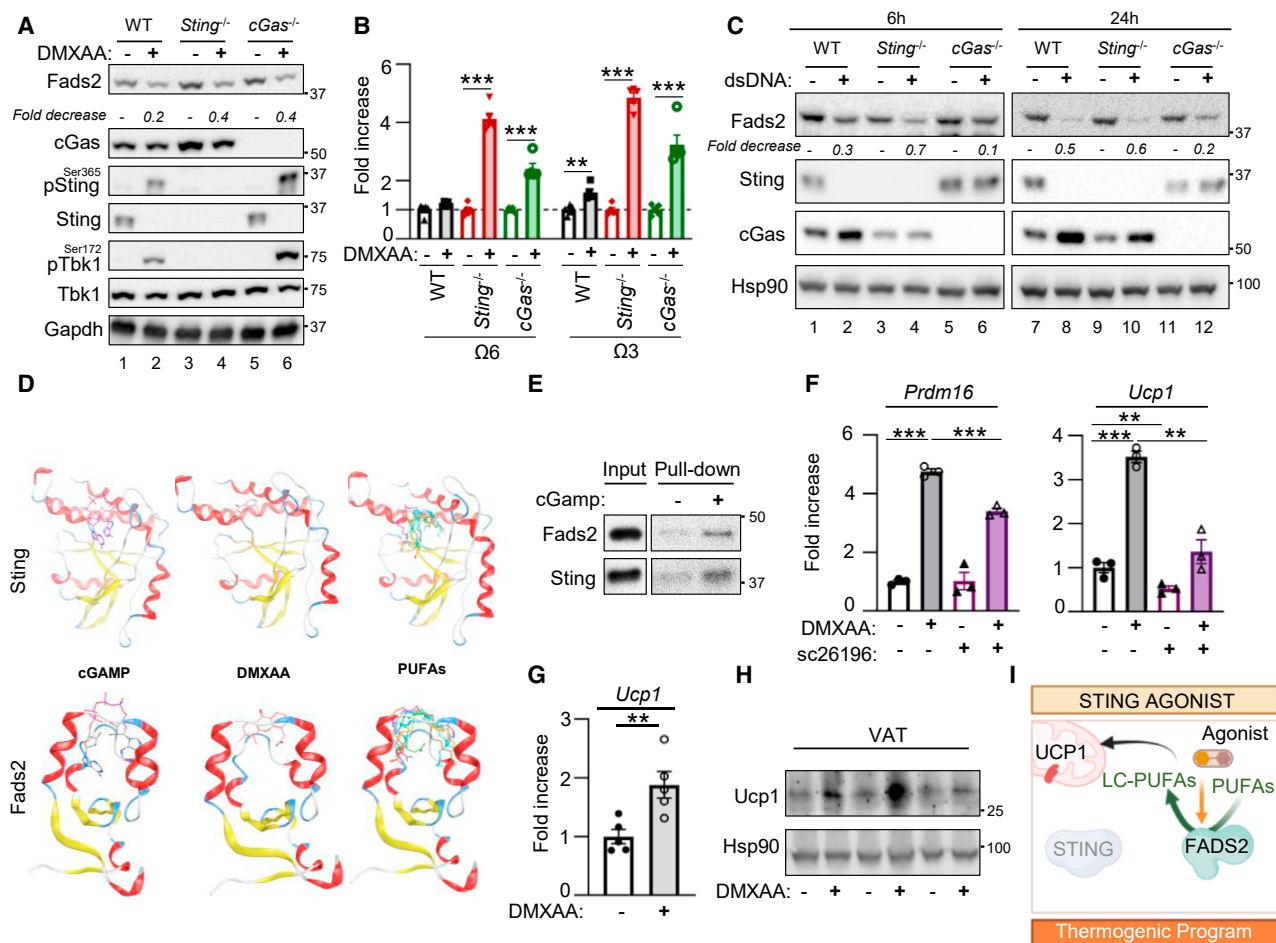 A
WT Sting-/- cGas-/-
DMXAA: - + - + - +
Fads2
37
Fold decrease - 0.2 - 0.4 - 0.4
cGas
50
Ser365
pSting
37
Sting
37
Ser172
pTbk1
75
Tbk1
75
Gapdh
37
1 2 3 4 5 6
B
Fold increase
6
4
2
1
0
*** *** ** *** ***
DMXAA: - + - + - + - + - + - +
WT Sting-/- cGas-/- WT Sting-/- cGas-/-
Ω6 Ω3
C
6h 24h
WT Sting-/- cGas-/- WT Sting-/- cGas-/-
dsDNA: - + - + - + - + - + - +
Fads2
37
Fold decrease - 0.3 - 0.7 - 0.1 - 0.5 - 0.6 - 0.2
Sting
37
cGas
50
Hsp90
100
1 2 3 4 5 6 7 8 9 10 11 12
D
Sting
cGAMP DMXAA PUFAs
Fads2
E
Input Pull-down
cGamp: - +
Fads2
50
Sting
37
F
Prdm16
Fold increase
6
4
2
0
*** ***
Ucp1
4
3
2
1
0
**
*** **
DMXAA: - + - + - + - +
sc26196: - - + + - - + +
G
Ucp1
**
Fold increase
3
2
1
0
DMXAA: - +
H
VAT
Ucp1
25
Hsp90
100
DMXAA: - + - + - +
I
STING AGONIST
UCP1
Agonist
LC-PUFAs PUFAs
STING
FADS2
Thermogenic Program